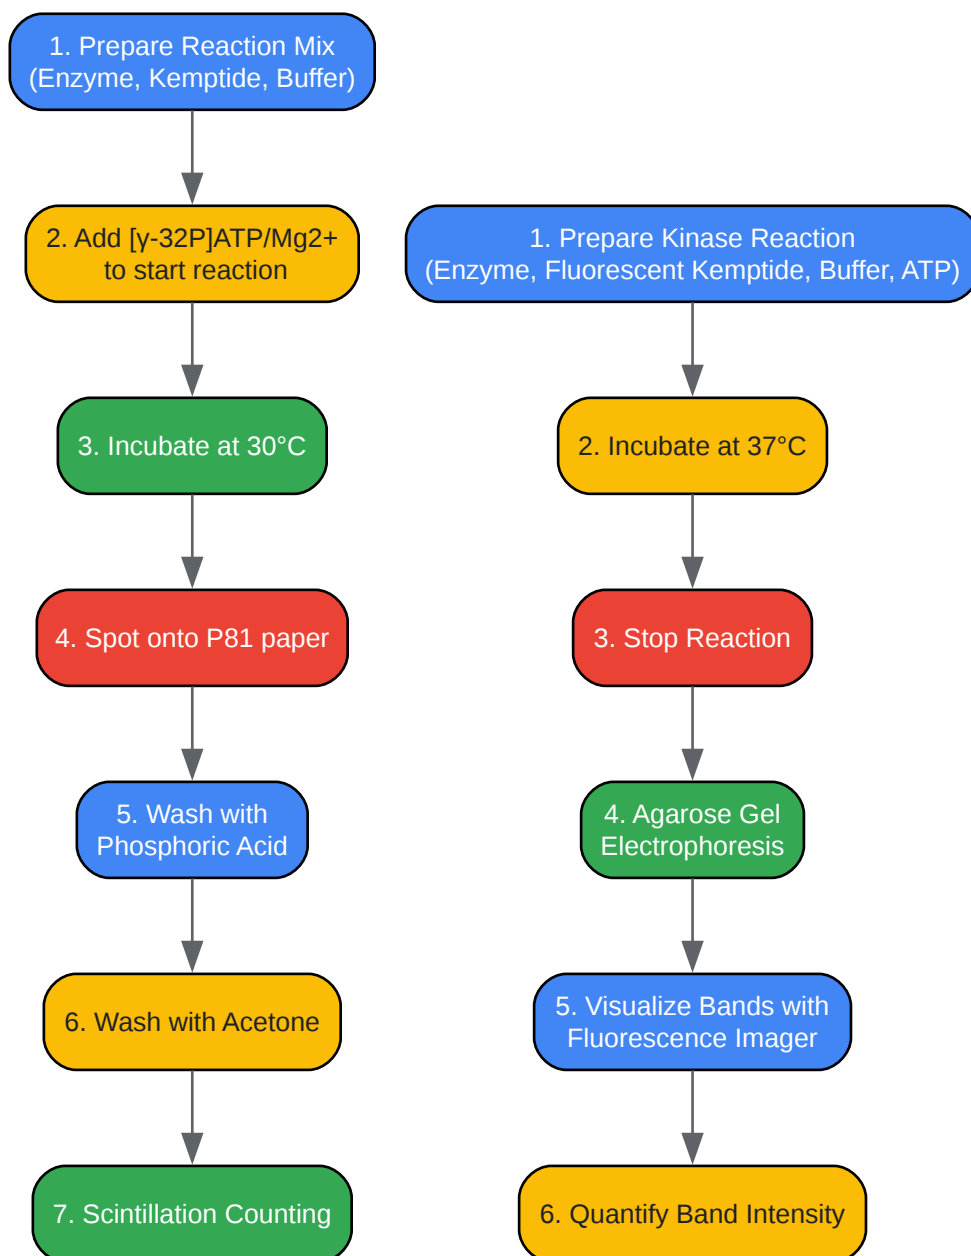 1. Prepare Reaction Mix
(Enzyme, Kemptide, Buffer)
2. Add [γ-32P]ATP/Mg2+
to start reaction
3. Incubate at 30°C
4. Spot onto P81 paper
5. Wash with
Phosphoric Acid
6. Wash with Acetone
7. Scintillation Counting
1. Prepare Kinase Reaction
(Enzyme, Fluorescent Kemptide, Buffer, ATP)
2. Incubate at 37°C
3. Stop Reaction
4. Agarose Gel
Electrophoresis
5. Visualize Bands with
Fluorescence Imager
6. Quantify Band Intensity